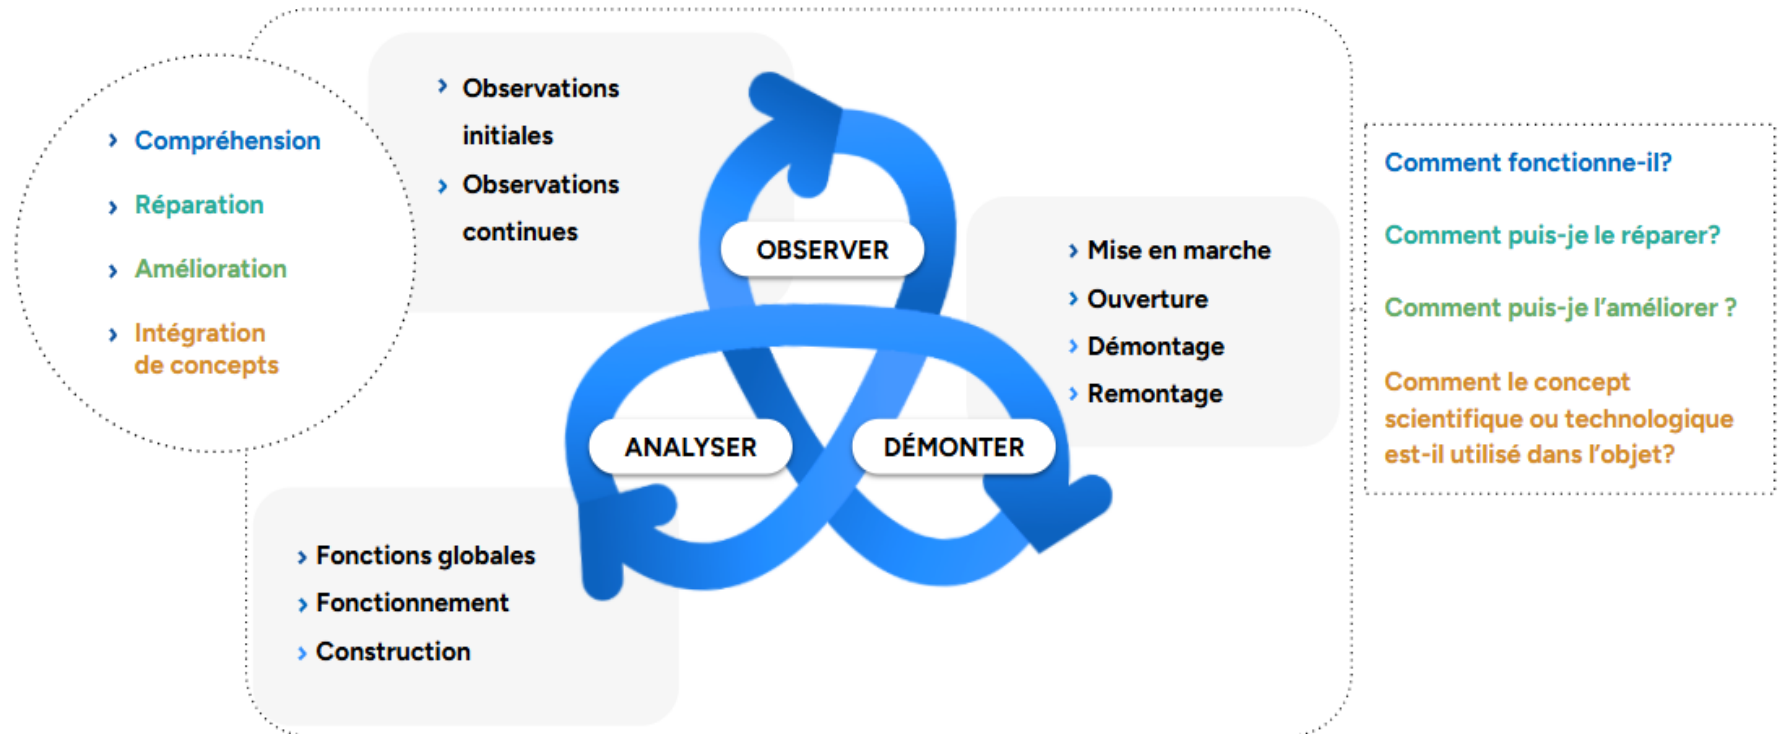 Compréhension
Réparation
Amélioration
Intégration
de concepts
Observations
initiales
Observations
continues
OBSERVER
Mise en marche
Ouverture
Démontage
Remontage
ANALYSER
DÉMONTER
Fonctions globales
Fonctionnement
Construction
Comment fonctionne-il?
Comment puis-je le réparer?
Comment puis-je l'améliorer ?
Comment le concept
scientifique ou technologique
est-il utilisé dans l'objet?